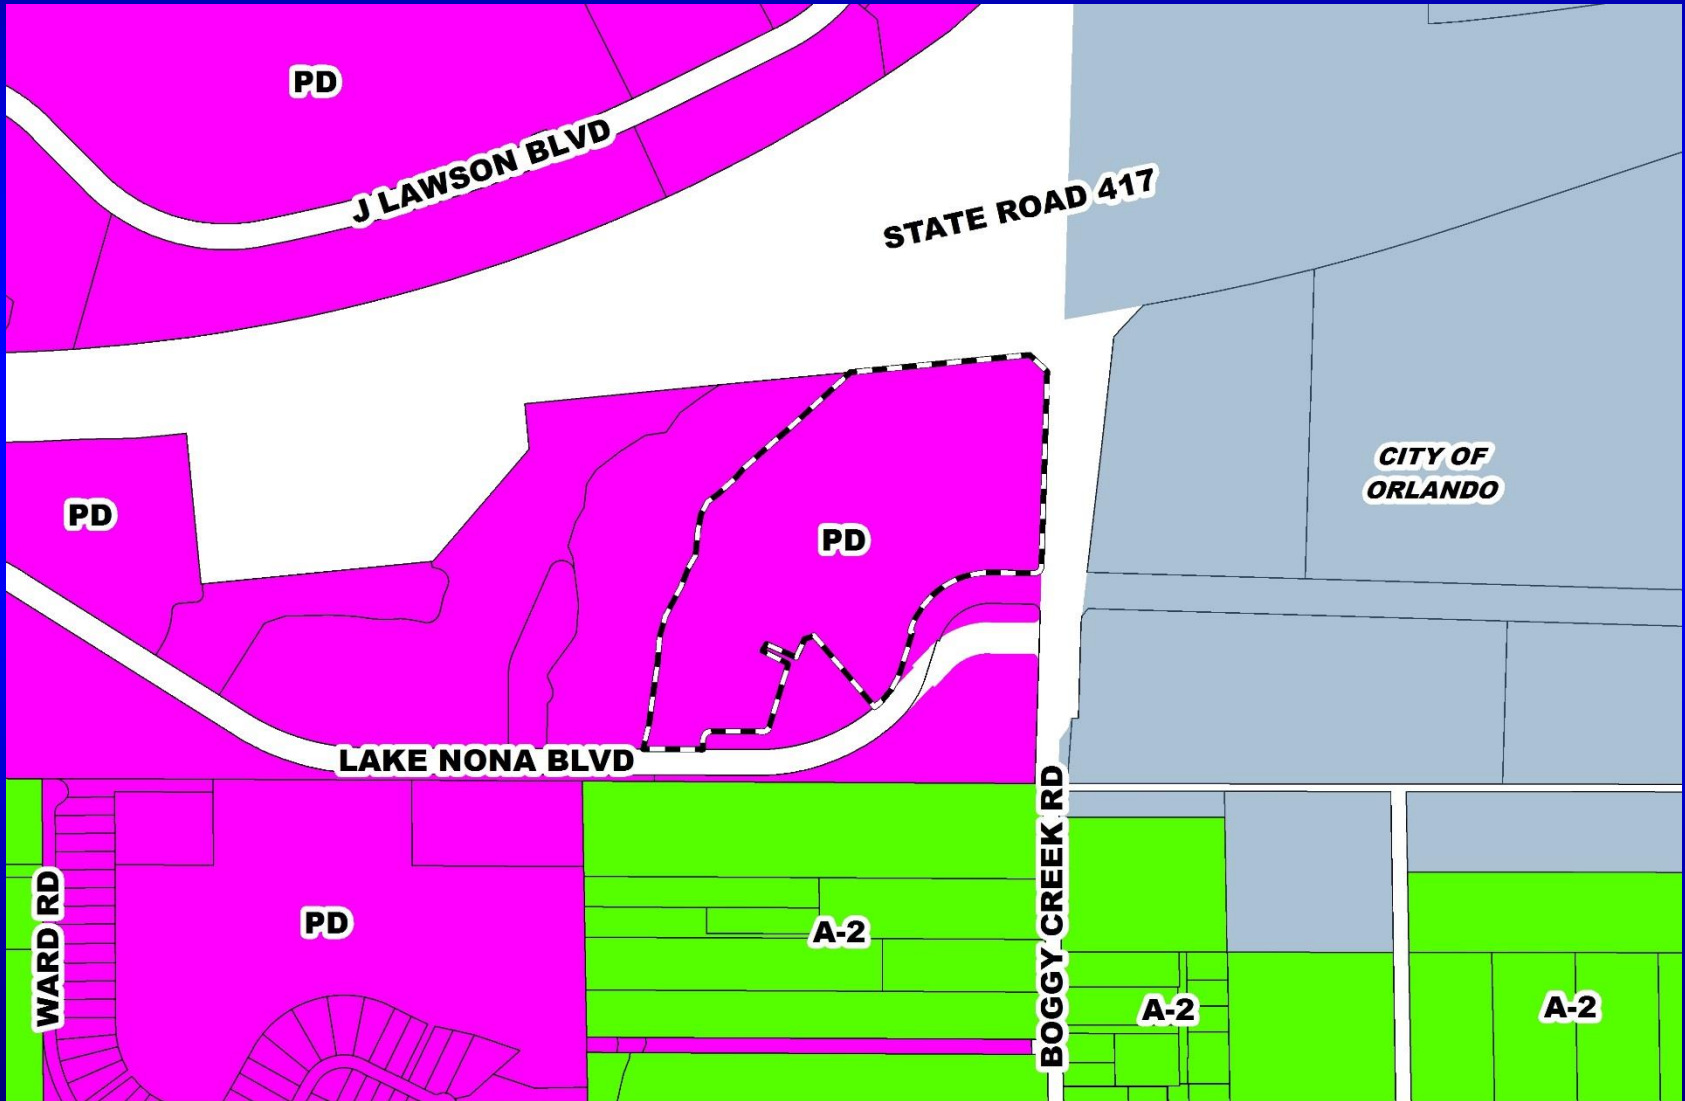 PD
J LAWSON BLVD
STATE ROAD 417
CITY OF
ORLANDO
PD
PD
LAKE NONA BLVD
WARD RD
PD
A-2
BOGGY CREEK RD
A-2
A-2